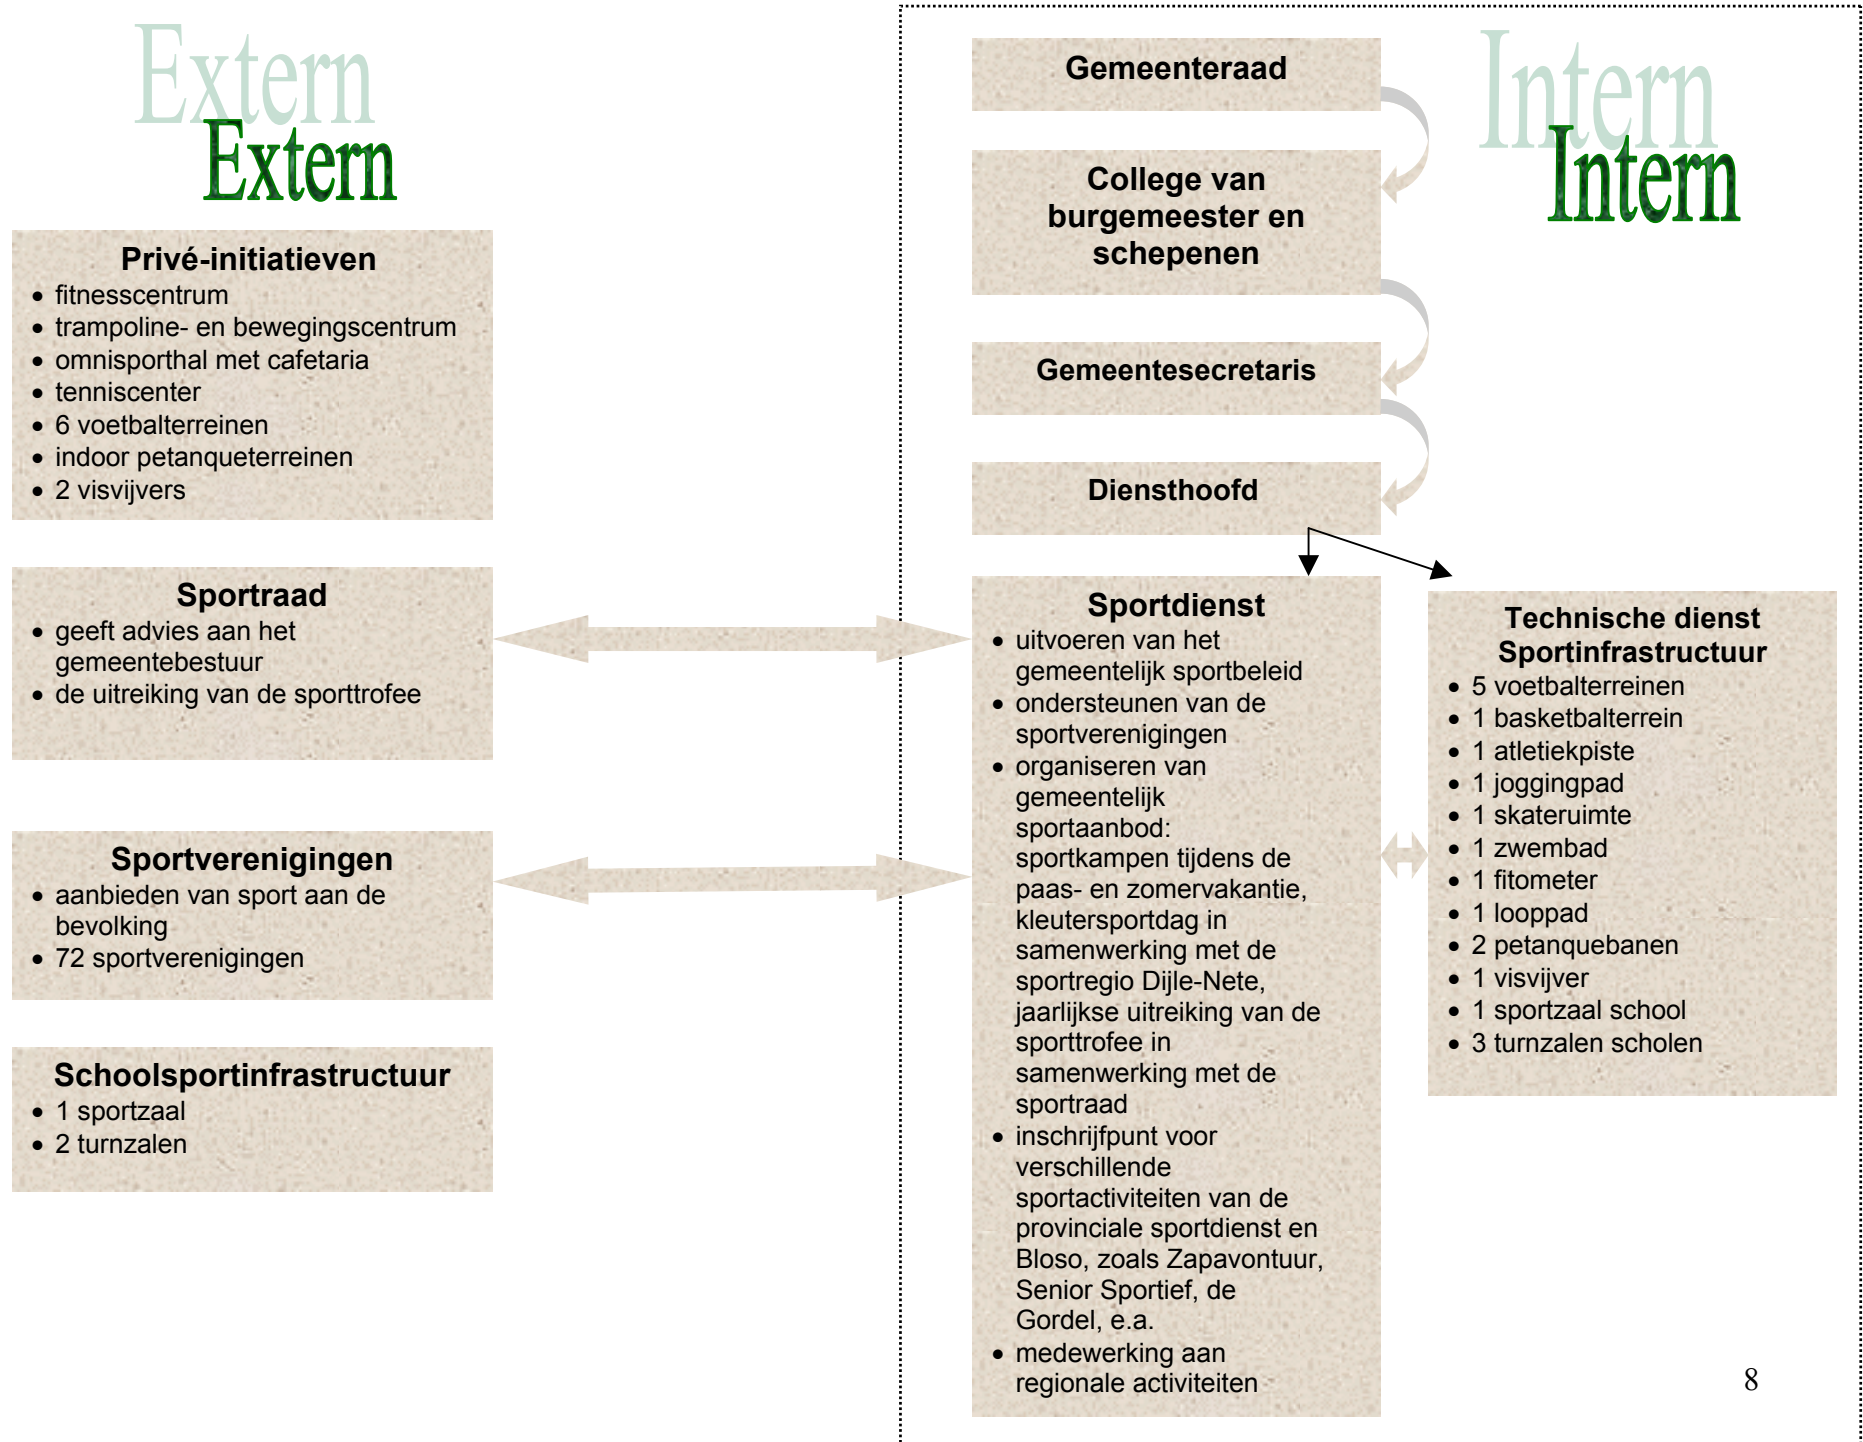 Extern
Extern
Privé-initiatieven
• fitnesscentrum
• trampoline- en bewegingscentrum
• omnisporthal met cafetaria
• tenniscenter
• 6 voetbalterreinen
• indoor petanqueterreinen
• 2 visvijvers
Sportraad
• geeft advies aan het
gemeentebestuur
• de uitreiking van de sporttrofee
Sportverenigingen
• aanbieden van sport aan de
bevolking
• 72 sportverenigingen
Schoolsportinfrastructuur
• 1 sportzaal
• 2 turnzalen
Intern
Intern
Gemeenteraad
College van
burgemeester en
schepenen
Gemeentesecretaris
Diensthoofd
Sportdienst
• uitvoeren van het
gemeentelijk sportbeleid
• ondersteunen van de
sportverenigingen
• organiseren van
gemeentelijk
sportaanbod:
sportkampen tijdens de
paas- en zomervakantie,
kleutersportdag in
samenwerking met de
sportregio Dijle-Nete,
jaarlijkse uitreiking van de
sporttrofee in
samenwerking met de
sportraad
• inschrijfpunt voor
verschillende
sportactiviteiten van de
provinciale sportdienst en
Bloso, zoals Zapavontuur,
Senior Sportief, de
Gordel, e.a.
• medewerking aan
regionale activiteiten
Technische dienst
Sportinfrastructuur
• 5 voetbalterreinen
• 1 basketbalterrein
• 1 atletiekpiste
• 1 joggingpad
• 1 skateruimte
• 1 zwembad
• 1 fitometer
• 1 looppad
• 2 petanquebanen
• 1 visvijver
• 1 sportzaal school
• 3 turnzalen scholen
8